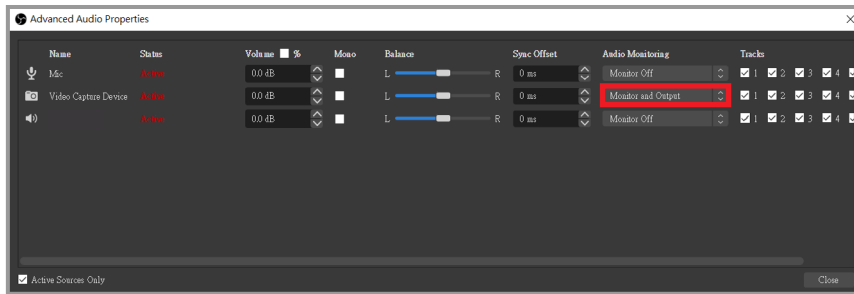 Advanced Audio Properties
Name Status Volume % Mono Balance Sync Offset Audio Monitoring Tracks
Mic Active 0.0 dB L R 0 ms Monitor Off 1 2 3 4
Video Capture Device Active 0.0 dB L R 0 ms Monitor and Output 1 2 3 4
Active 0.0 dB L R 0 ms Monitor Off 1 2 3 4
Active Sources Only Close